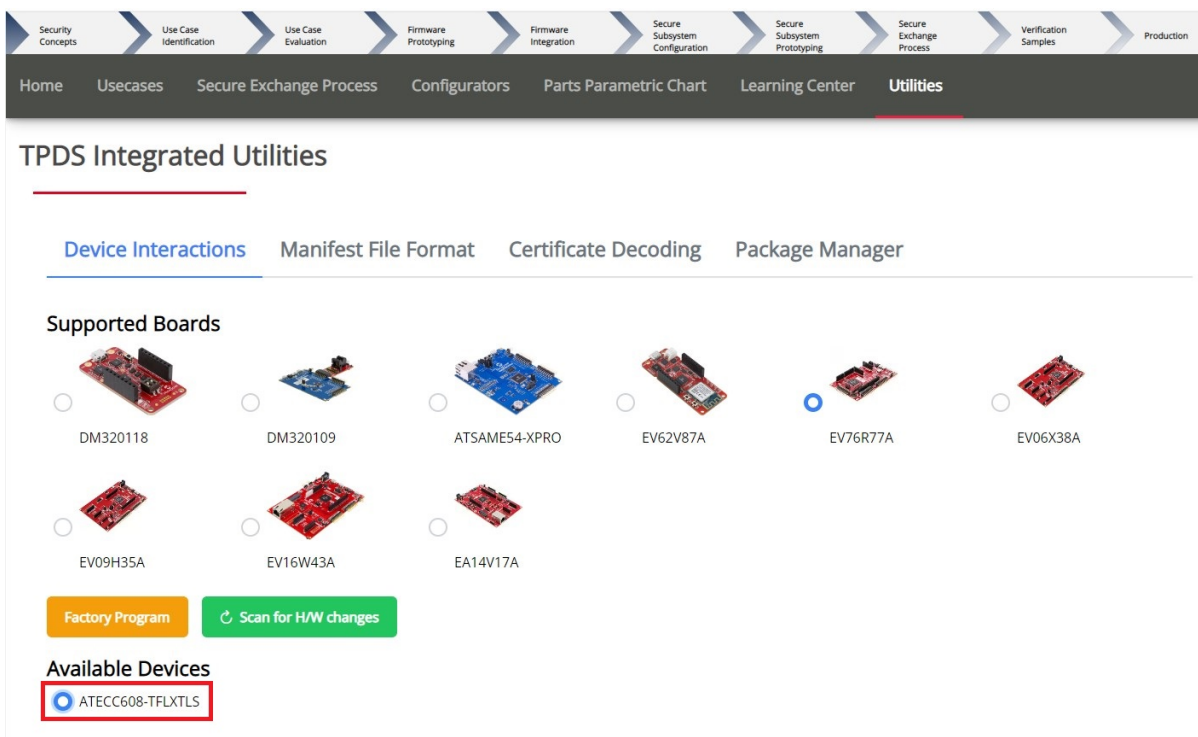 Security
Concepts
Use Case
Identification
Use Case
Evaluation
Firmware
Prototyping
Firmware
Integration
Secure
Subsystem
Configuration
Secure
Subsystem
Prototyping
Secure
Exchange
Process
Verification
Samples
Production
Home Usecases Secure Exchange Process Configurators Parts Parametric Chart Learning Center Utilities
TPDS Integrated Utilities
Device Interactions Manifest File Format Certificate Decoding Package Manager
Supported Boards
DM320118 DM320109 ATSAME54-XPRO EV62V87A EV76R77A EV06X38A
EV09H35A EV16W43A EA14V17A
Factory Program Scan for H/W changes
Available Devices
ATECC608-TFLXTLS